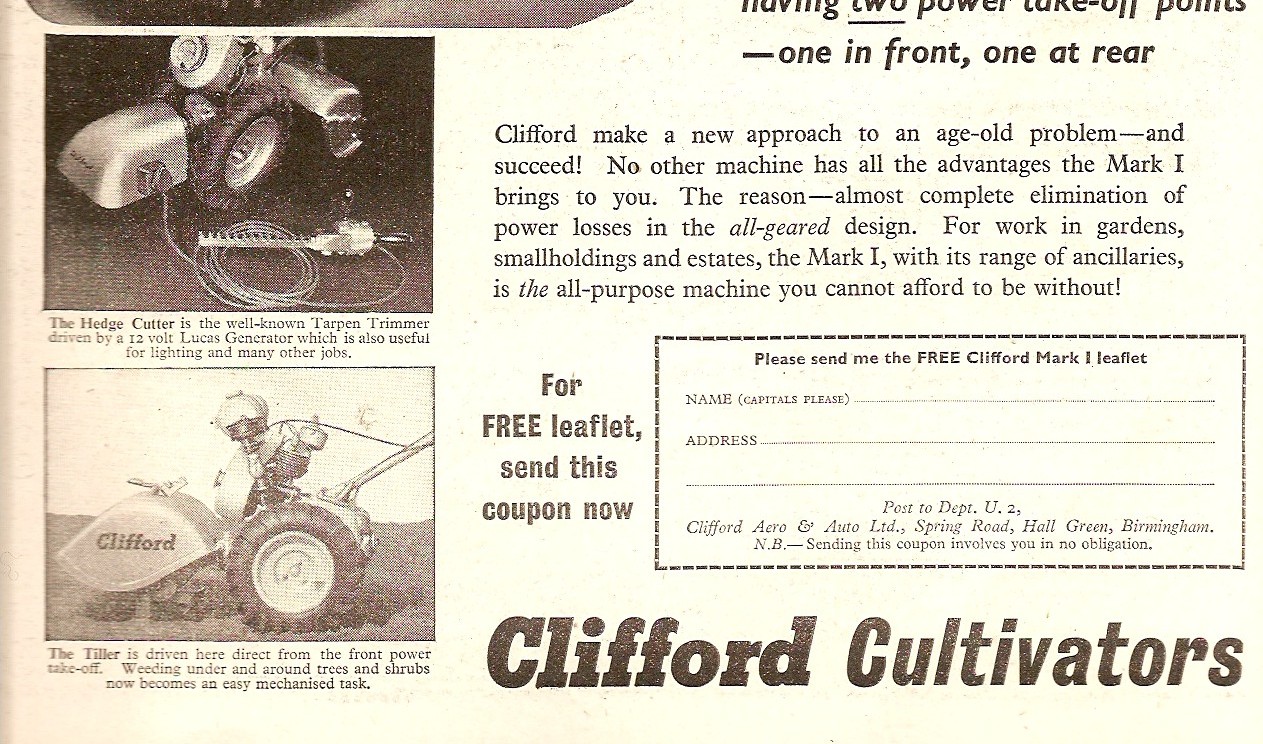 having two power take-off points
—one in front, one at rear
Clifford make a new approach to an age-old problem—and
succeed! No other machine has all the advantages the Mark I
brings to you. The reason—almost complete elimination of
power losses in the all-geared design. For work in gardens,
smallholdings and estates, the Mark I, with its range of ancillaries,
is the all-purpose machine you cannot afford to be without!
The Hedge Cutter is the well-known Tarpen Trimmer
driven by a 12 volt Lucas Generator which is also useful
for lighting and many other jobs.
Clifford
The Tiller is driven here direct from the front power
take-off. Weeding under and around trees and shrubs
now becomes an easy mechanised task.
For
FREE leaflet,
send this
coupon now
Please send me the FREE Clifford Mark I leaflet
NAME (CAPITALS PLEASE)
ADDRESS
Post to Dept. U. 2,
Clifford Aero & Auto Ltd., Spring Road, Hall Green, Birmingham.
N.B.—Sending this coupon involves you in no obligation.
Clifford Cultivators